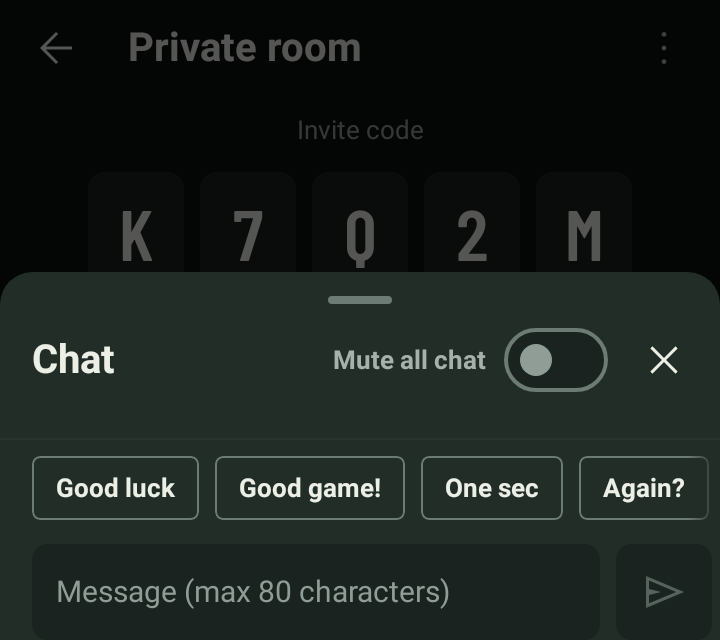 Private room
Invite code
K 7 Q 2 M
Chat
Mute all chat
Good luck Good game! One sec Again?
Message (max 80 characters)